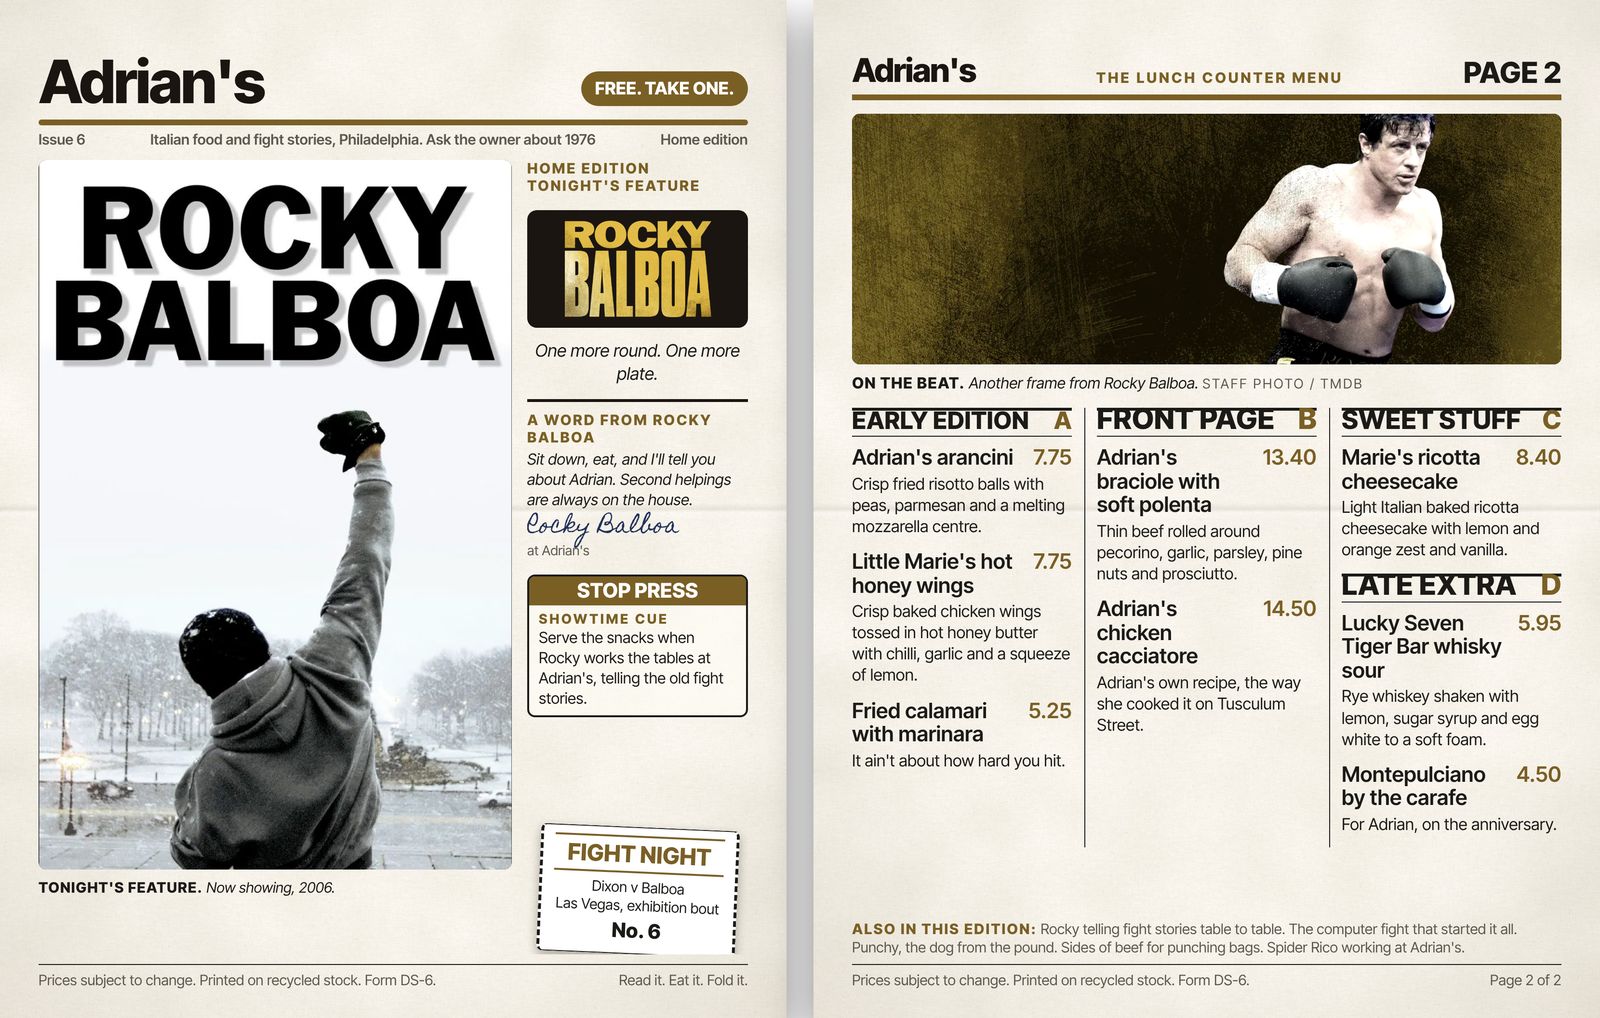 Adrian's
FREE. TAKE ONE.
Issue 6
Italian food and fight stories, Philadelphia. Ask the owner about 1976
Home edition
ROCKY
BALBOA
TONIGHT'S FEATURE. Now showing, 2006.
HOME EDITION
TONIGHT'S FEATURE
ROCKY
BALBOA
One more round. One more
plate.
A WORD FROM ROCKY
BALBOA
Sit down, eat, and I'll tell you
about Adrian. Second helpings
are always on the house.
Rocky Balboa
at Adrian's
STOP PRESS
SHOWTIME CUE
Serve the snacks when
Rocky works the tables at
Adrian's, telling the old fight
stories.
FIGHT NIGHT
Dixon v Balboa
Las Vegas, exhibition bout
No. 6
Prices subject to change. Printed on recycled stock. Form DS-6.
Read it. Eat it. Fold it.
Adrian's
THE LUNCH COUNTER MENU
PAGE 2
ON THE BEAT. Another frame from Rocky Balboa. STAFF PHOTO / TMDB
EARLY EDITION A
Adrian's arancini 7.75
Crisp fried risotto balls with
peas, parmesan and a melting
mozzarella centre.
Little Marie's hot 7.75
honey wings
Crisp baked chicken wings
tossed in hot honey butter
with chilli, garlic and a squeeze
of lemon.
Fried calamari 5.25
with marinara
It ain't about how hard you hit.
FRONT PAGE B
Adrian's 13.40
braciole with
soft polenta
Thin beef rolled around
pecorino, garlic, parsley, pine
nuts and prosciutto.
Adrian's 14.50
chicken
cacciatore
Adrian's own recipe, the way
she cooked it on Tusculum
Street.
SWEET STUFF C
Marie's ricotta 8.40
cheesecake
Light Italian baked ricotta
cheesecake with lemon and
orange zest and vanilla.
LATE EXTRA D
Lucky Seven 5.95
Tiger Bar whisky
sour
Rye whiskey shaken with
lemon, sugar syrup and egg
white to a soft foam.
Montepulciano 4.50
by the carafe
For Adrian, on the anniversary.
ALSO IN THIS EDITION: Rocky telling fight stories table to table. The computer fight that started it all.
Punchy, the dog from the pound. Sides of beef for punching bags. Spider Rico working at Adrian's.
Prices subject to change. Printed on recycled stock. Form DS-6.
Page 2 of 2